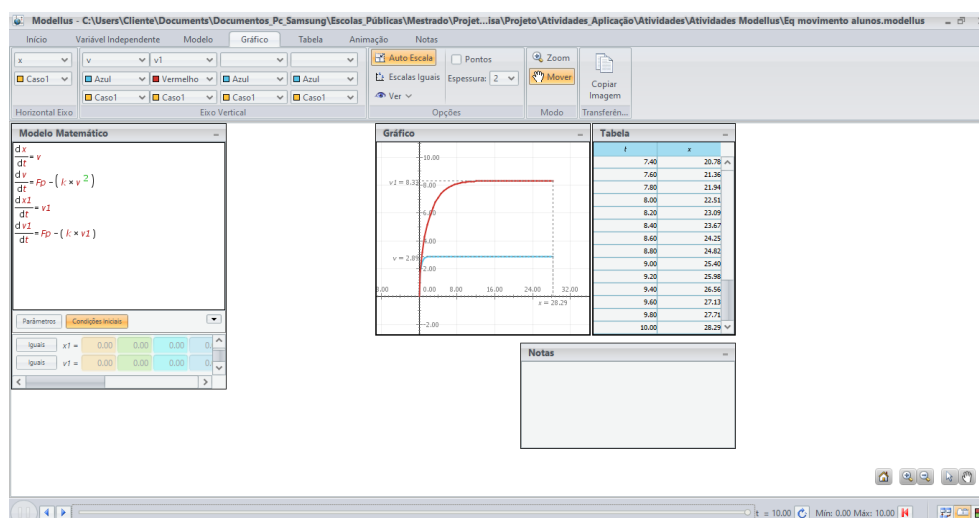 Modellus - C:\Users\Cliente\Documents\Documentos_Pc_Samsung\Escolas_Públicas\Mestrado\Projet...isa\Projeto\Atividades_Aplicação\Atividades\Atividades Modellus\Eq movimento alunos.modellus
Início Variável Independente Modelo Gráfico Tabela Animação Notas
x v v1 Auto Escala Pontos Zoom
Caso1 Azul Vermelho Azul Azul Escalas Iguais Espessura: 2 Mover Copiar
Caso1 Caso1 Caso1 Caso1 Ver Imagem
Horizontal Eixo Eixo Vertical Opções Modo Transferên...
Modelo Matemático
dx/dt = v
dv/dt = Fp - ( k × v 2 )
dx1/dt = v1
dv1/dt = Fp - ( k × v1 )
Parâmetros Condições Iniciais
Iguais x1 = 0.00 0.00 0.00 0.
Iguais v1 = 0.00 0.00 0.00 0.
Gráfico
10.00
v1 = 8.33
8.00
6.00
4.00
v = 2.89
2.00
8.00 0.00 8.00 16.00 24.00 32.00
x = 28.29
-2.00
Tabela
t x
7.40 20.78
7.60 21.36
7.80 21.94
8.00 22.51
8.20 23.09
8.40 23.67
8.60 24.25
8.80 24.82
9.00 25.40
9.20 25.98
9.40 26.56
9.60 27.13
9.80 27.71
10.00 28.29
Notas
t = 10.00 Mín: 0.00 Máx: 10.00